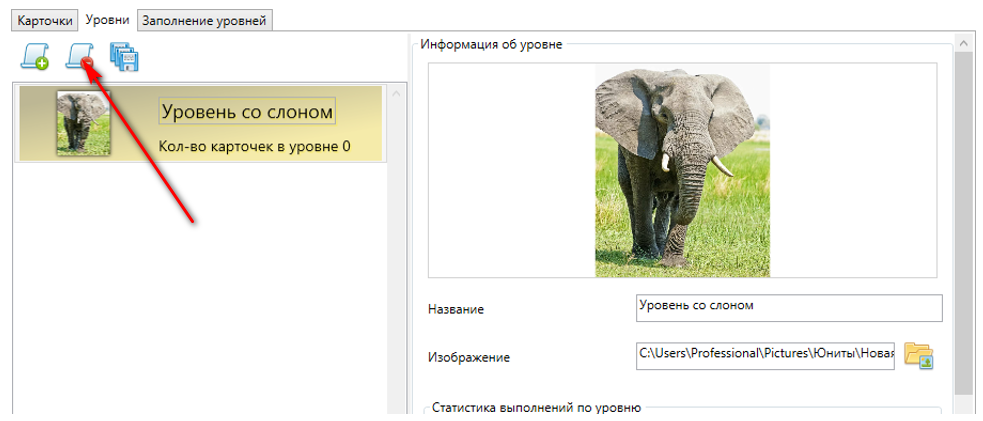 Карточки Уровни Заполнение уровней
Информация об уровне
Уровень со слоном
Кол-во карточек в уровне 0
Название Уровень со слоном
Изображение C:\Users\Professional\Pictures\Юниты\Новая
Статистика выполнений по уровню